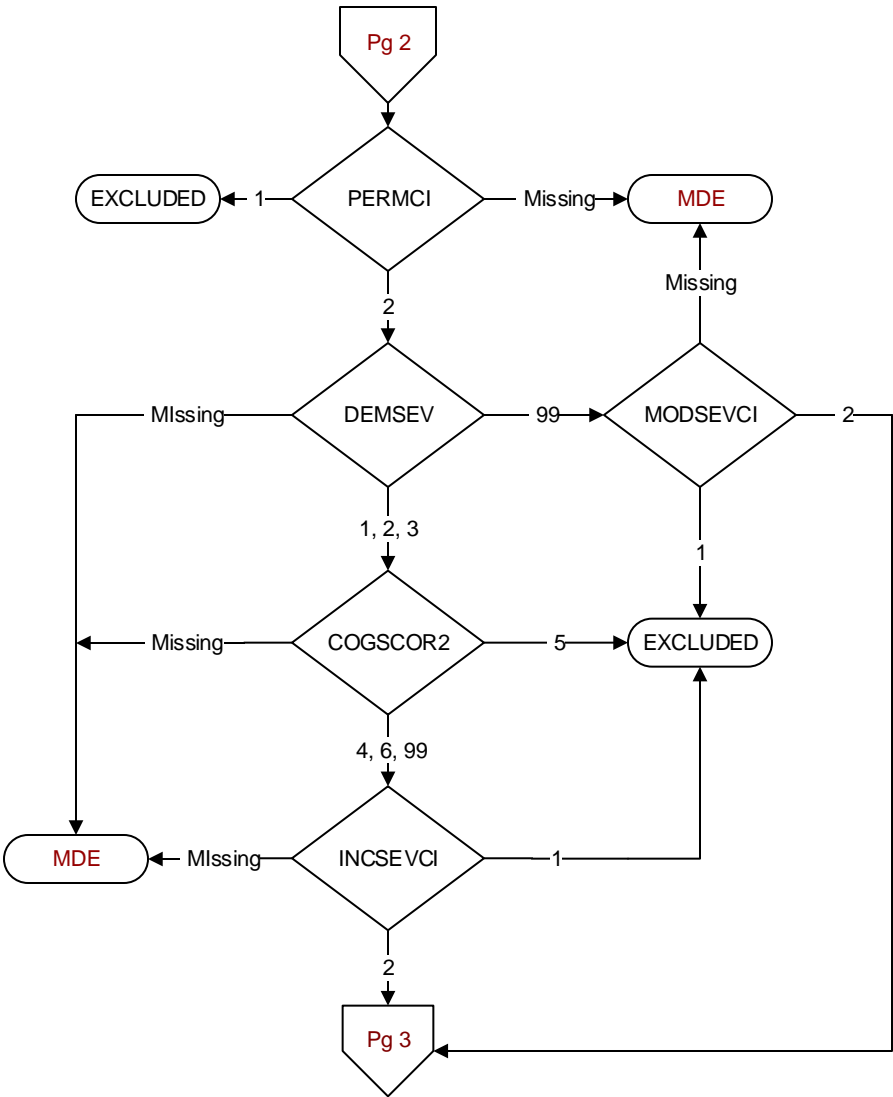 Pg 2
EXCLUDED
1
PERMCI
Missing
MDE
Missing
2
MIssing
DEMSEV
99
MODSEVCI
2
1, 2, 3
1
Missing
COGSCOR2
5
EXCLUDED
4, 6, 99
MDE
MIssing
INCSEVCI
1
2
Pg 3